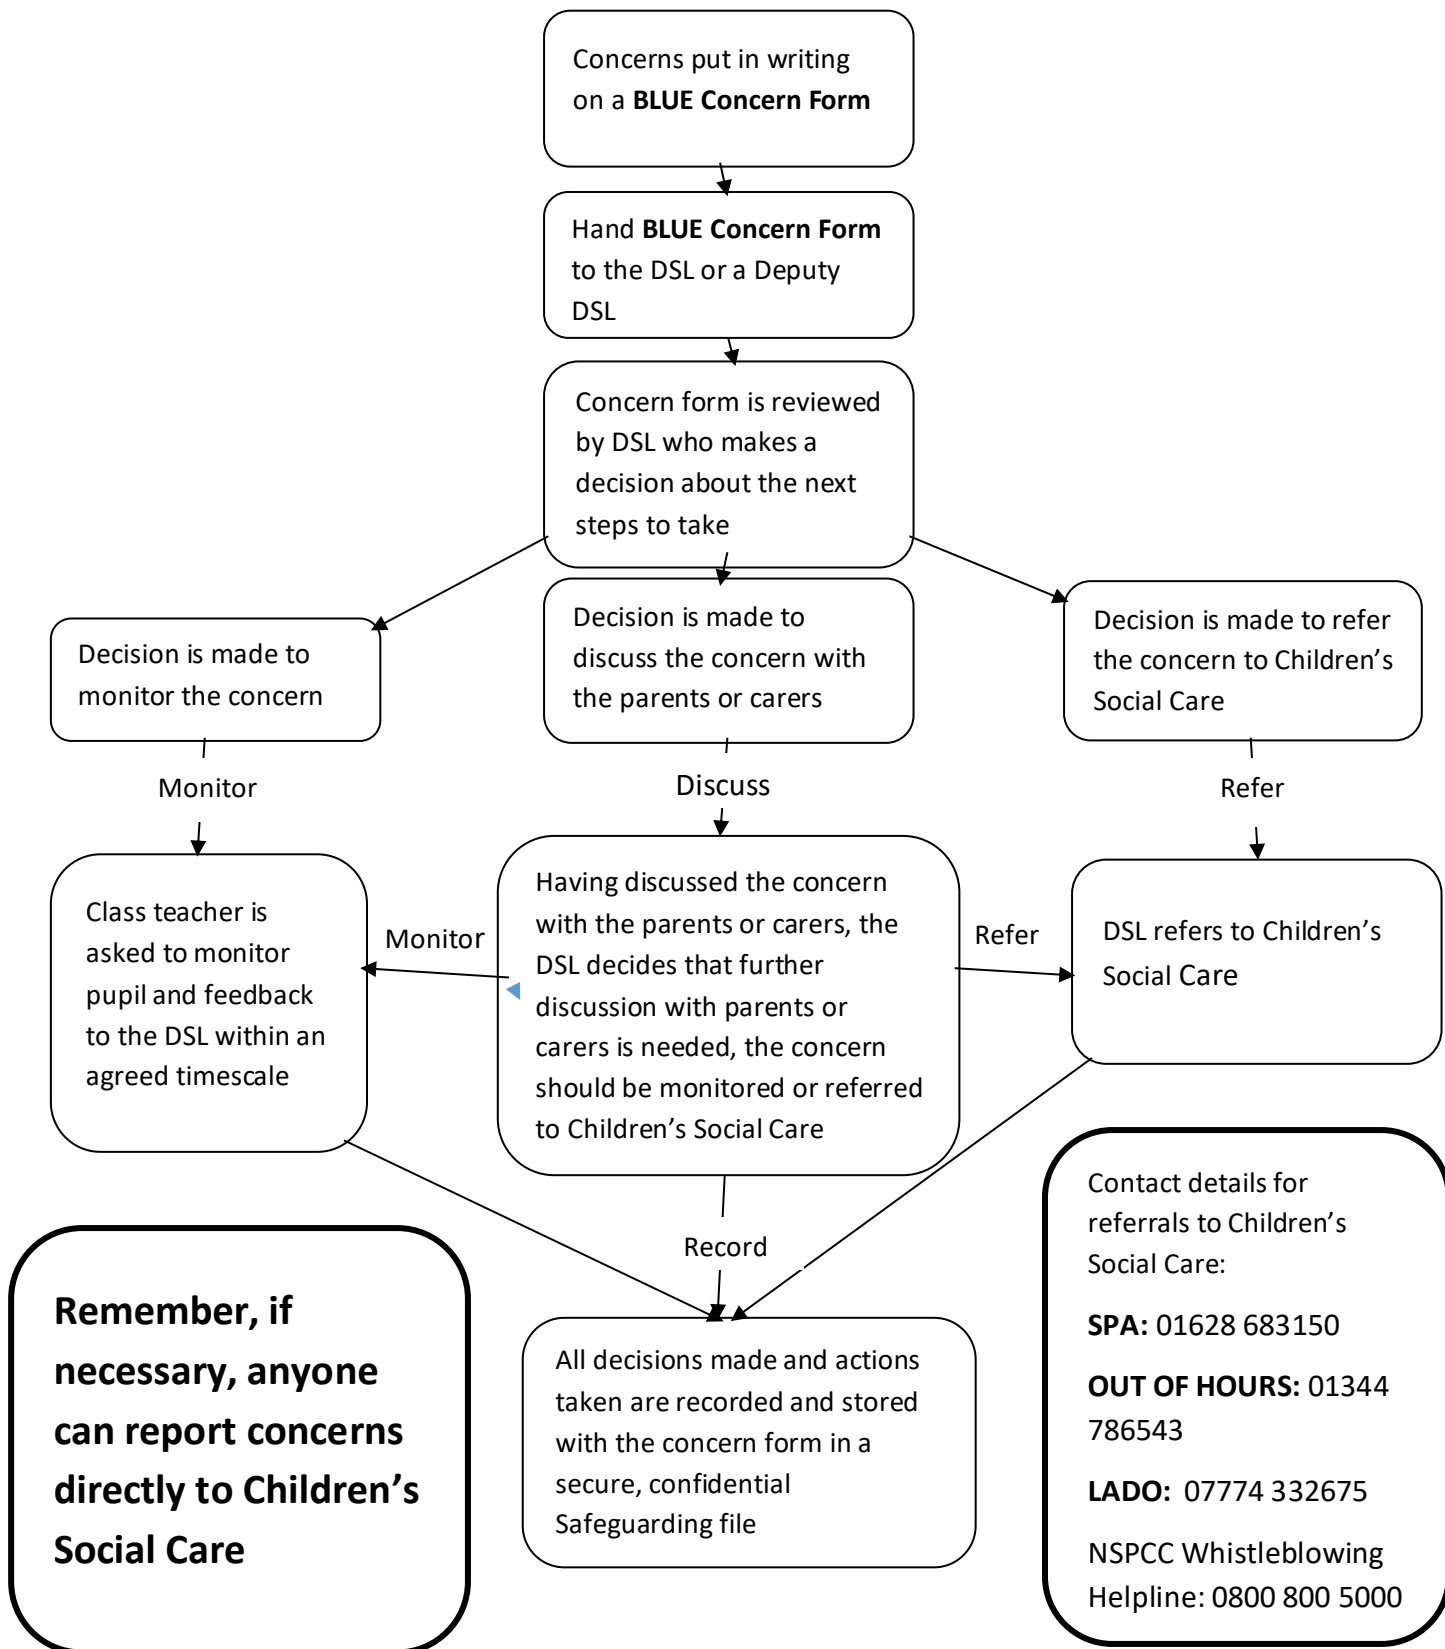 Concerns put in writing
on a BLUE Concern Form
Hand BLUE Concern Form
to the DSL or a Deputy
DSL
Concern form is reviewed
by DSL who makes a
decision about the next
steps to take
Decision is made to
monitor the concern
Decision is made to
discuss the concern with
the parents or carers
Decision is made to refer
the concern to Children’s
Social Care
Monitor
Discuss
Refer
Class teacher is
asked to monitor
pupil and feedback
to the DSL within an
agreed timescale
Monitor
Having discussed the concern
with the parents or carers, the
DSL decides that further
discussion with parents or
carers is needed, the concern
should be monitored or referred
to Children’s Social Care
Refer
DSL refers to Children’s
Social Care
Record
Remember, if
necessary, anyone
can report concerns
directly to Children’s
Social Care
All decisions made and actions
taken are recorded and stored
with the concern form in a
secure, confidential
Safeguarding file
Contact details for
referrals to Children’s
Social Care:
SPA: 01628 683150
OUT OF HOURS: 01344
786543
LADO: 07774 332675
NSPCC Whistleblowing
Helpline: 0800 800 5000